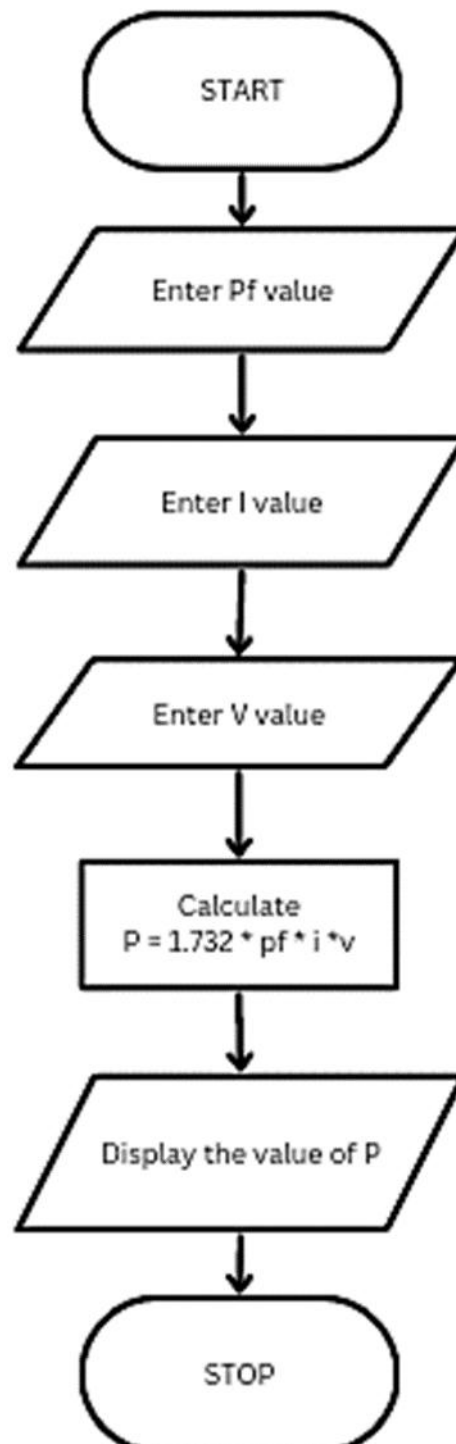 START
Enter Pf value
Enter I value
Enter V value
Calculate
P = 1.732 * pf * i *v
Display the value of P
STOP